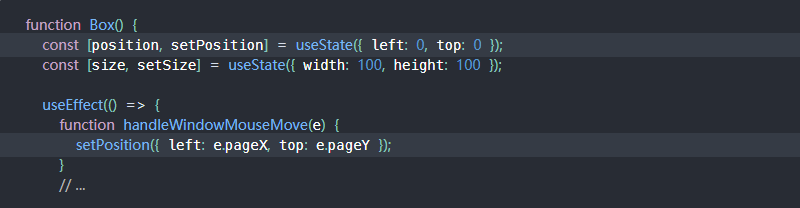 function Box() {
const [position, setPosition] = useState({ left: 0, top: 0 });
const [size, setSize] = useState({ width: 100, height: 100 });
useEffect(() => {
function handleWindowMouseMove(e) {
setPosition({ left: e.pageX, top: e.pageY });
}
// ...